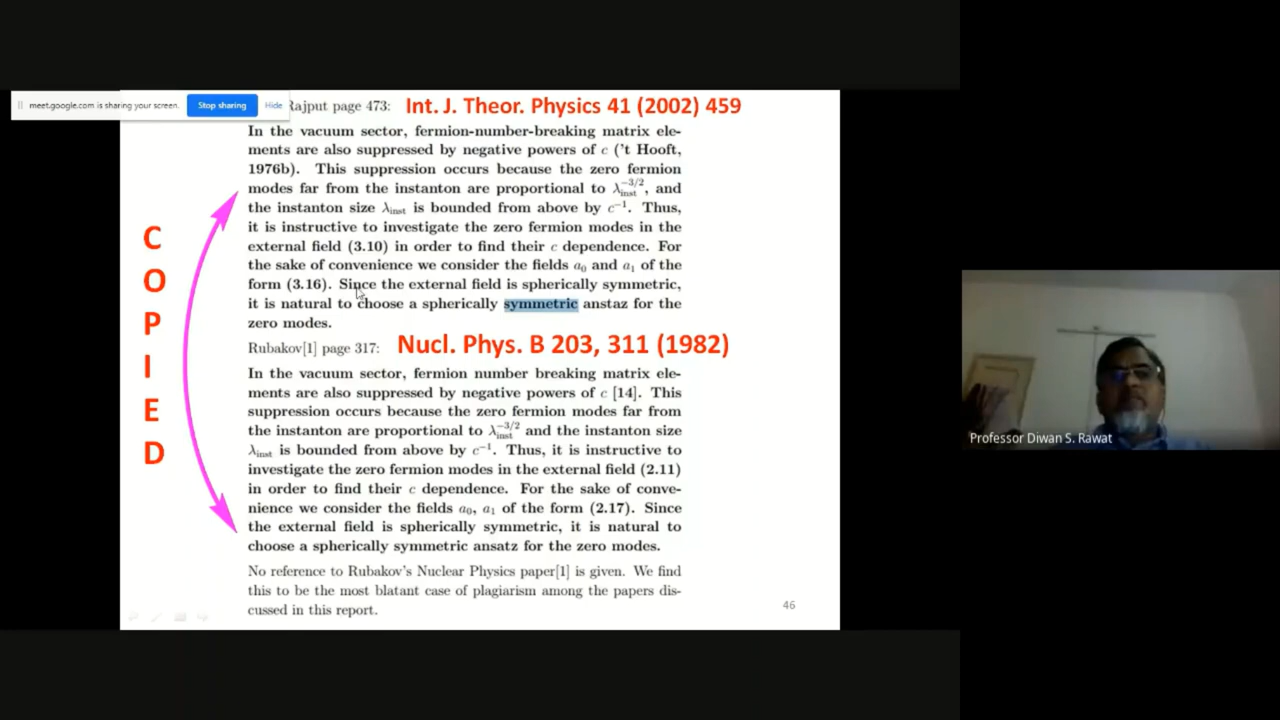 meet.google.com is sharing your screen. Stop sharing Hide
Rajput page 473: Int. J. Theor. Physics 41 (2002) 459
In the vacuum sector, fermion-number-breaking matrix ele-
ments are also suppressed by negative powers of c ('t Hooft,
1976b). This suppression occurs because the zero fermion
modes far from the instanton are proportional to λ_inst^−3/2, and
the instanton size λ_inst is bounded from above by c^−1. Thus,
it is instructive to investigate the zero fermion modes in the
external field (3.10) in order to find their c dependence. For
the sake of convenience we consider the fields a₀ and a₁ of the
form (3.16). Since the external field is spherically symmetric,
it is natural to choose a spherically symmetric anstaz for the
zero modes.
Rubakov[1] page 317: Nucl. Phys. B 203, 311 (1982)
In the vacuum sector, fermion number breaking matrix ele-
ments are also suppressed by negative powers of c [14]. This
suppression occurs because the zero fermion modes far from
the instanton are proportional to λ_inst^−3/2 and the instanton size
λ_inst is bounded from above by c^−1. Thus, it is instructive to
investigate the zero fermion modes in the external field (2.11)
in order to find their c dependence. For the sake of conve-
nience we consider the fields a₀, a₁ of the form (2.17). Since
the external field is spherically symmetric, it is natural to
choose a spherically symmetric ansatz for the zero modes.
No reference to Rubakov's Nuclear Physics paper[1] is given. We find
this to be the most blatant case of plagiarism among the papers dis-
cussed in this report.
C
O
P
I
E
D
46
Professor Diwan S. Rawat